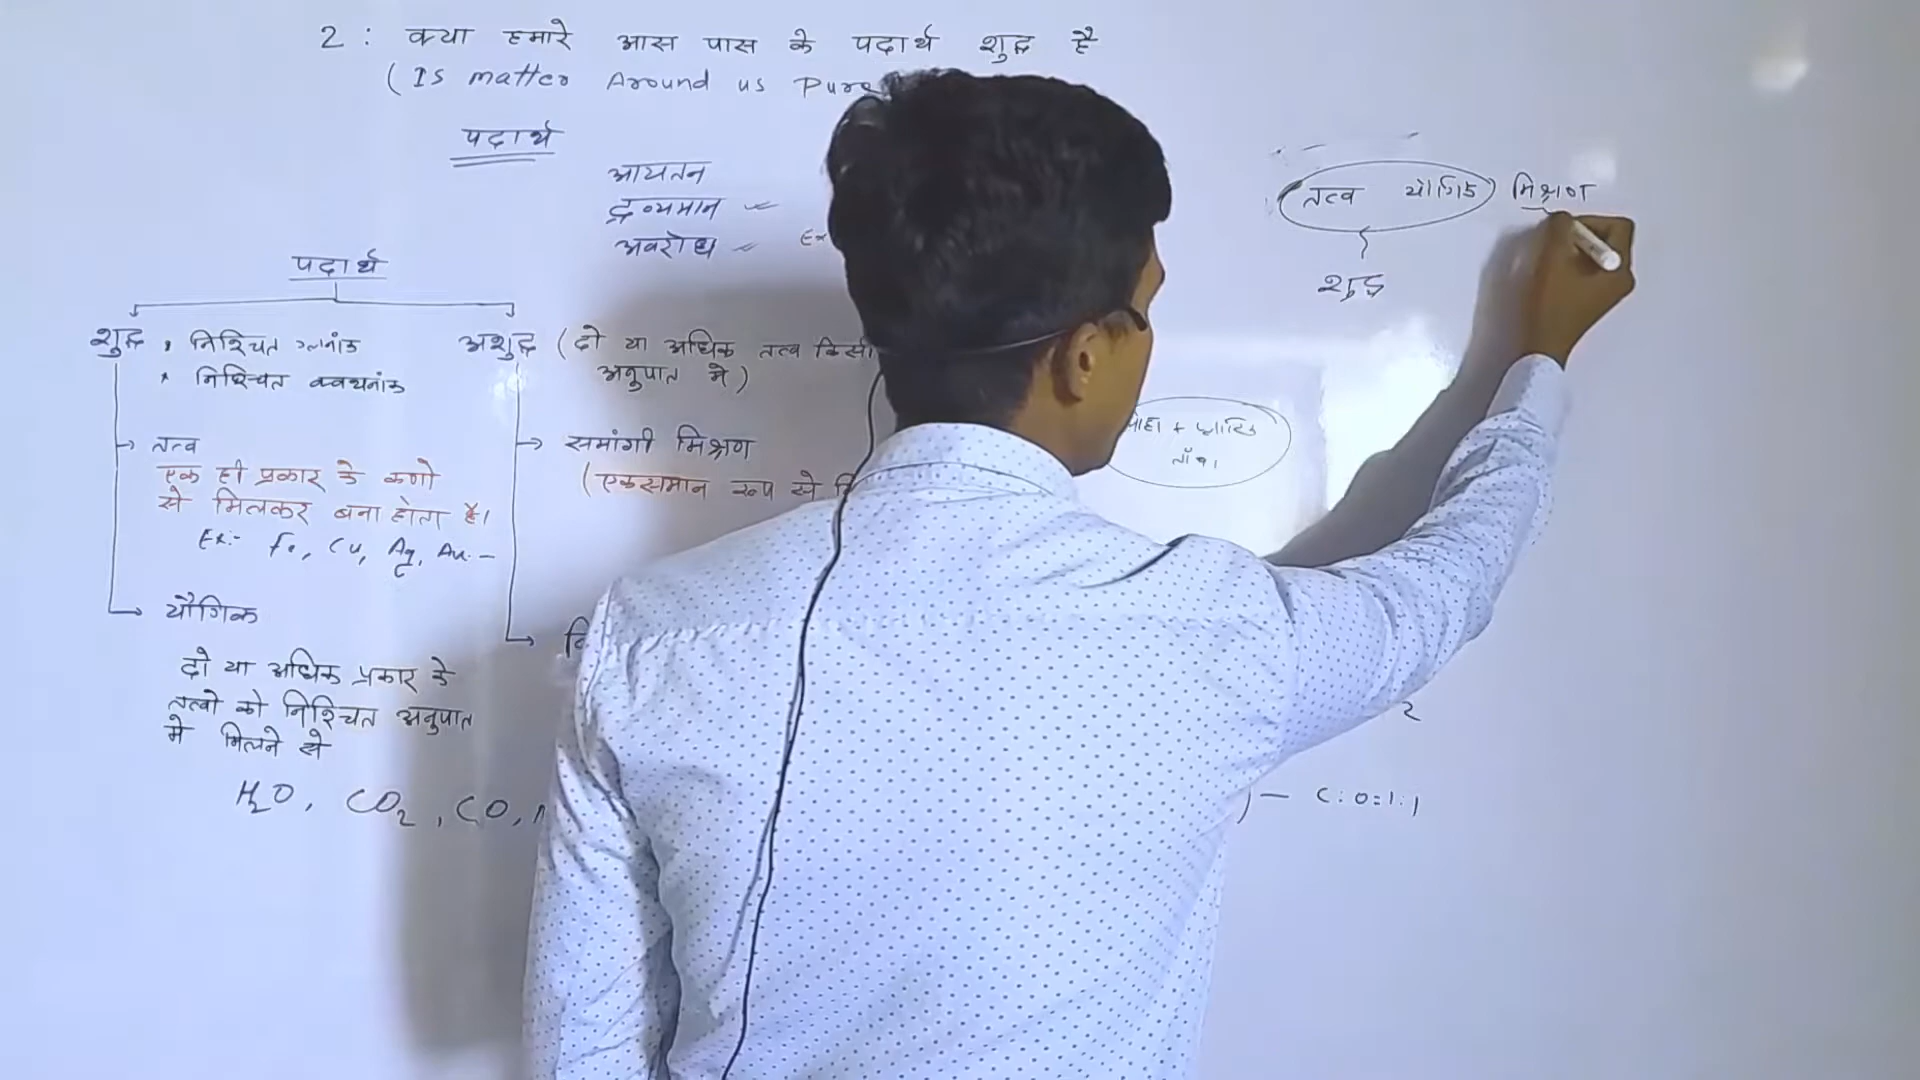 2 : क्या हमारे आस पास के पदार्थ शुद्ध है
( Is matter Around us Pure
पदार्थ
आयतन
द्रव्यमान
अवरोध
Ex
पदार्थ
शुद्ध • निश्चित गलनांक
• निश्चित क्वथनांक
तत्व
एक ही प्रकार के कणो
से मिलकर बना होता है।
Ex:- Fe, Cu, Ag, Au -
यौगिक
दो या अधिक प्रकार के
तत्वो को निश्चित अनुपात
मे मिलने से
H2O, CO2, CO,
अशुद्ध ( दो या अधिक तत्व किसी
अनुपात मे )
समांगी मिश्रण
( एकसमान रूप से
वि
तत्व यौगिक मिश्रण
शुद्ध
2
) — C:O=1:1